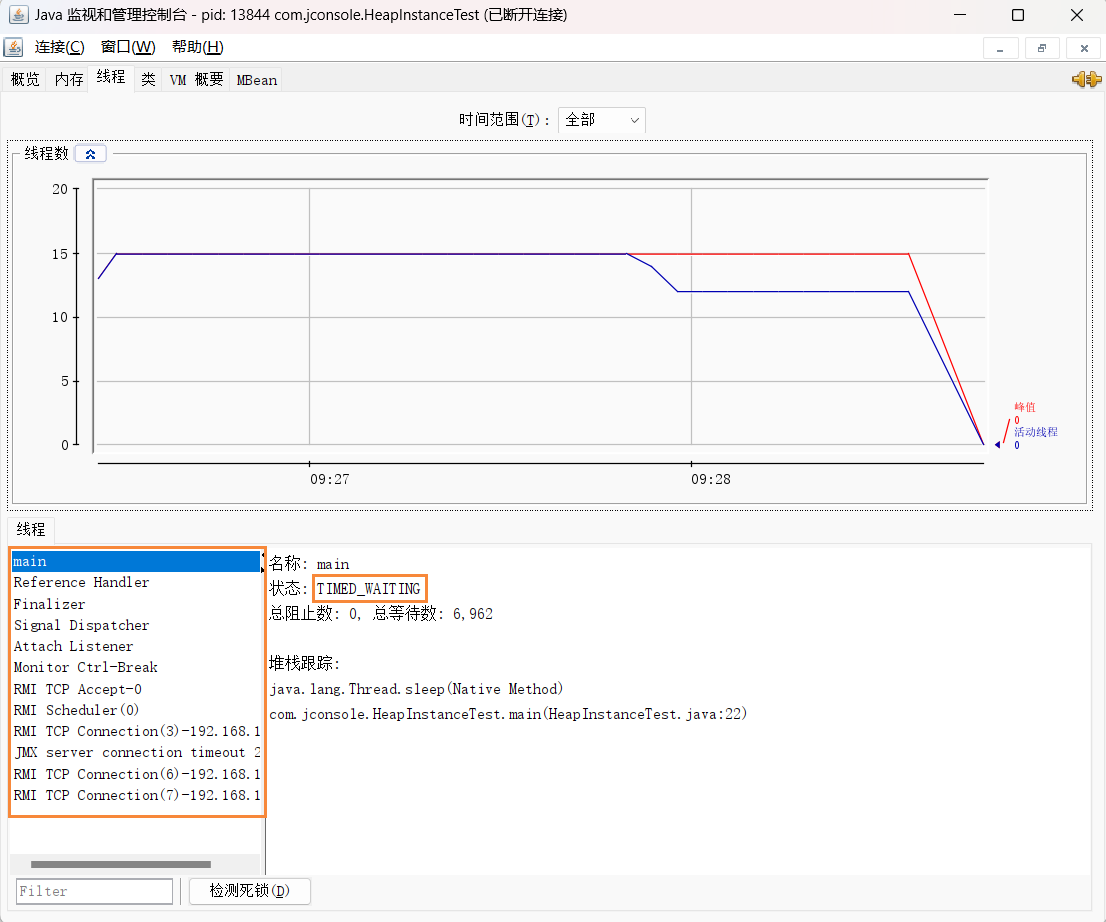 Java 监视和管理控制台 - pid: 13844 com.jconsole.HeapInstanceTest (已断开连接)
连接(C) 窗口(W) 帮助(H)
概览 内存 线程 类 VM 概要 MBean
时间范围(T): 全部
线程数
20
15
10
5
0
峰值
0
活动线程
0
09:27 09:28
线程
main
Reference Handler
Finalizer
Signal Dispatcher
Attach Listener
Monitor Ctrl-Break
RMI TCP Accept-0
RMI Scheduler(0)
RMI TCP Connection(3)-192.168.1
JMX server connection timeout 2
RMI TCP Connection(6)-192.168.1
RMI TCP Connection(7)-192.168.1
名称: main
状态: TIMED_WAITING
总阻止数: 0, 总等待数: 6,962
堆栈跟踪:
java.lang.Thread.sleep(Native Method)
com.jconsole.HeapInstanceTest.main(HeapInstanceTest.java:22)
Filter 检测死锁(D)